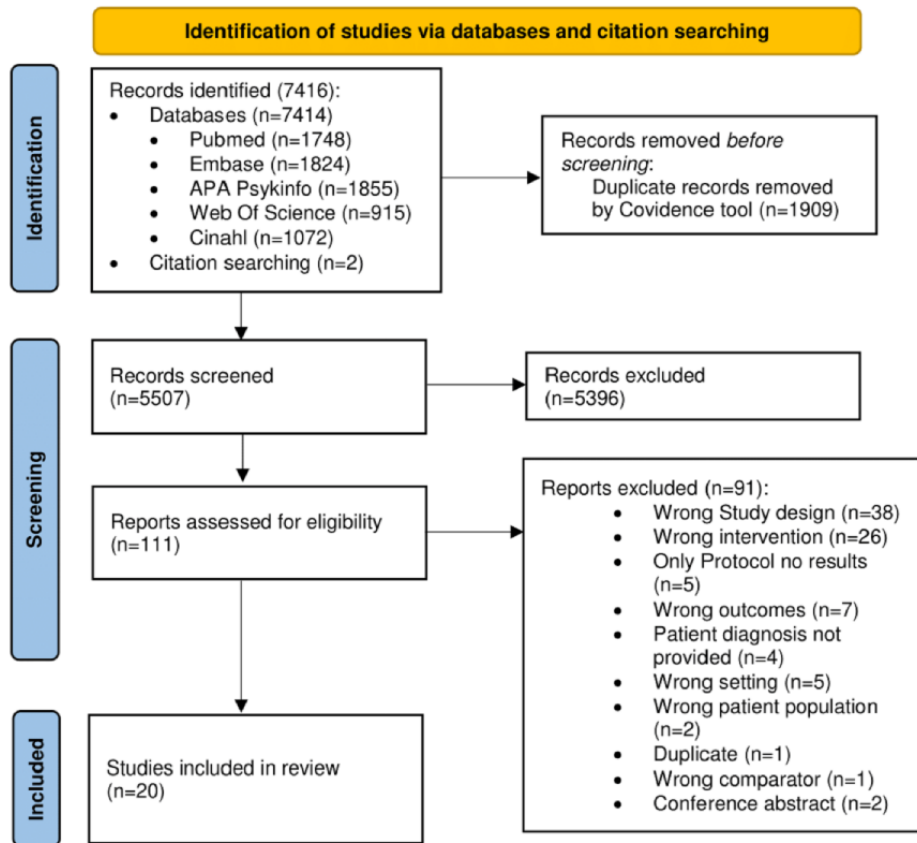 Identification of studies via databases and citation searching
Identification
Records identified (7416):
• Databases (n=7414)
• Pubmed (n=1748)
• Embase (n=1824)
• APA Psykinfo (n=1855)
• Web Of Science (n=915)
• Cinahl (n=1072)
• Citation searching (n=2)
Records removed before
screening:
Duplicate records removed
by Covidence tool (n=1909)
Screening
Records screened
(n=5507)
Records excluded
(n=5396)
Reports assessed for eligibility
(n=111)
Reports excluded (n=91):
• Wrong Study design (n=38)
• Wrong intervention (n=26)
• Only Protocol no results
(n=5)
• Wrong outcomes (n=7)
• Patient diagnosis not
provided (n=4)
• Wrong setting (n=5)
• Wrong patient population
(n=2)
• Duplicate (n=1)
• Wrong comparator (n=1)
• Conference abstract (n=2)
Included
Studies included in review
(n=20)